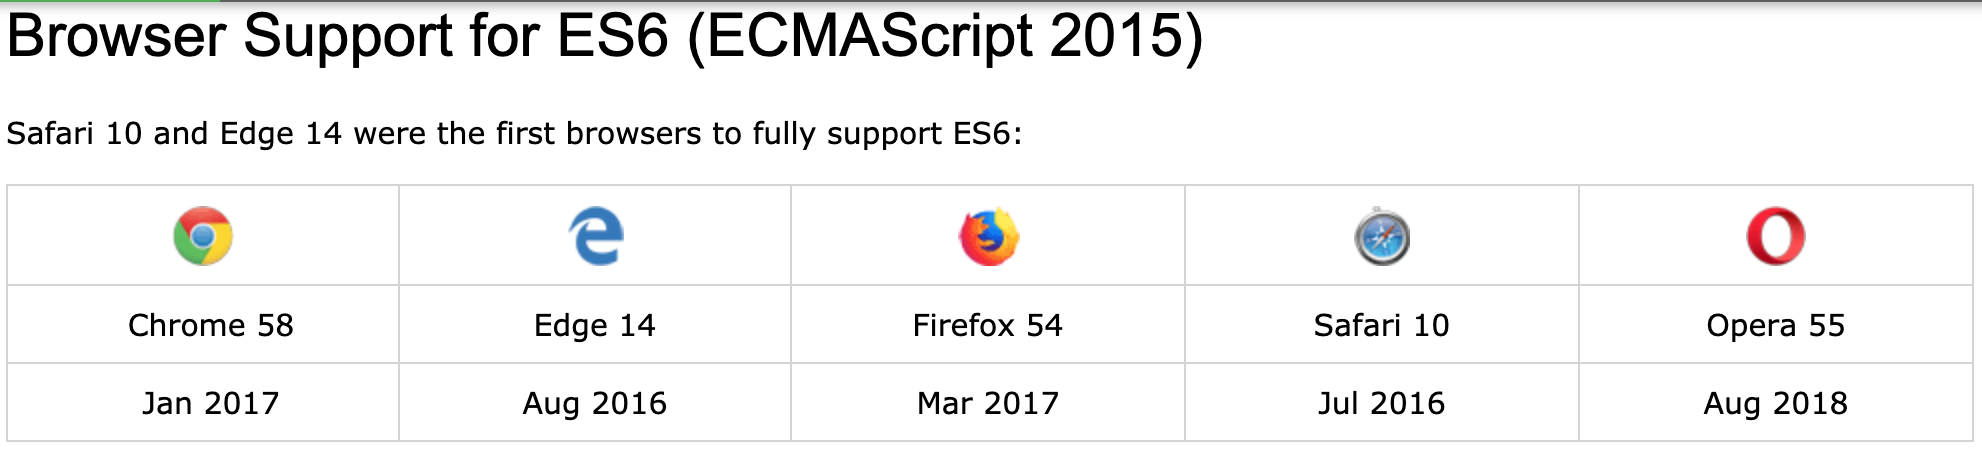 Browser Support for ES6 (ECMAScript 2015)
Safari 10 and Edge 14 were the first browsers to fully support ES6:
Chrome 58 Edge 14 Firefox 54 Safari 10 Opera 55
Jan 2017 Aug 2016 Mar 2017 Jul 2016 Aug 2018